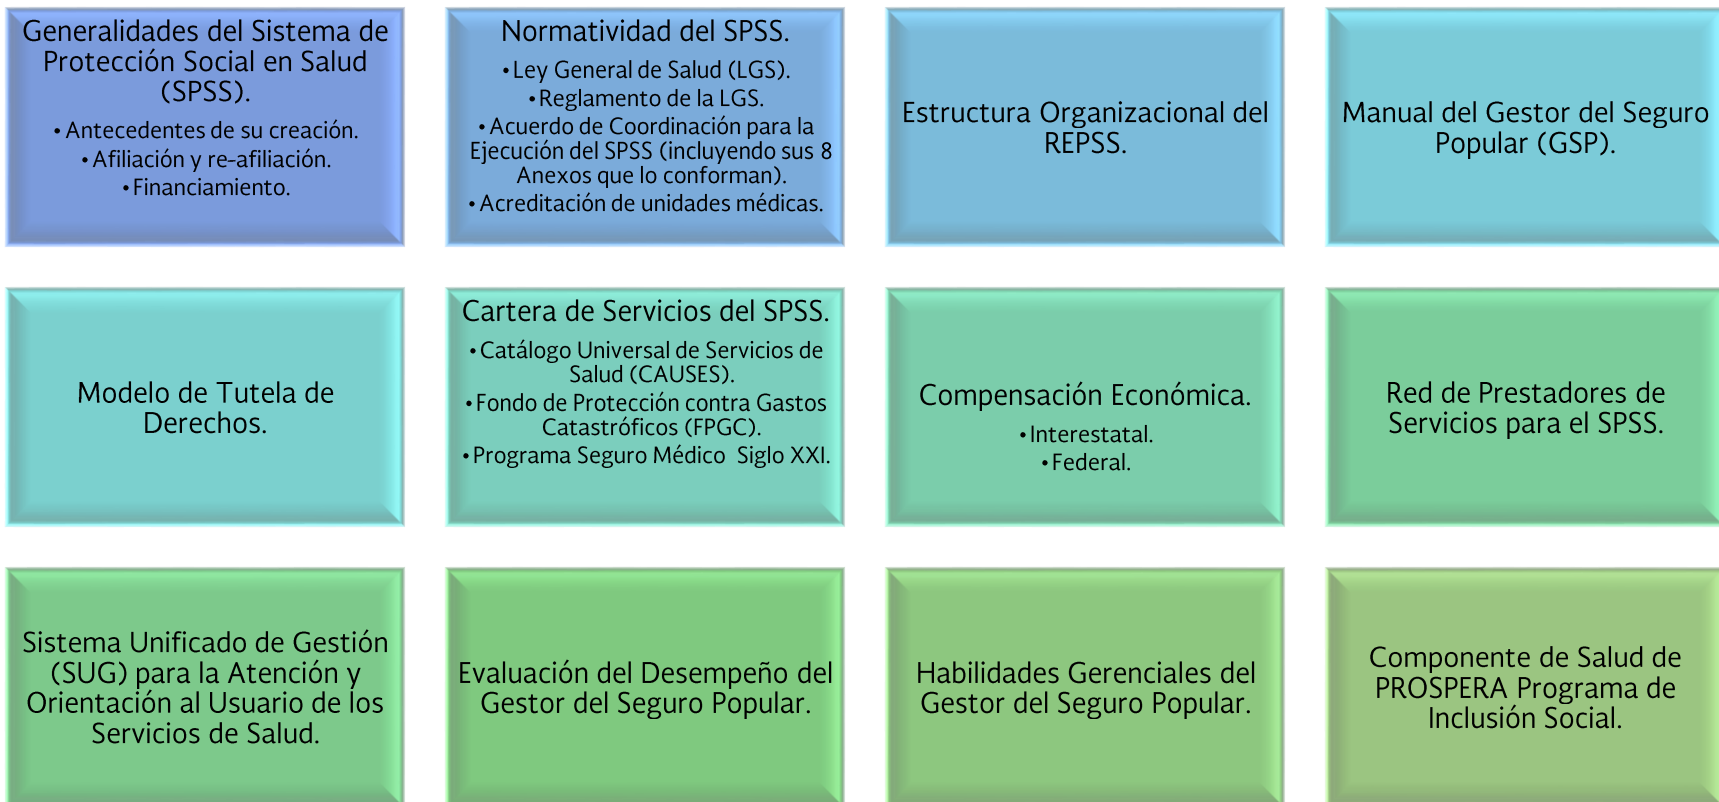 Generalidades del Sistema de
Protección Social en Salud
(SPSS).
• Antecedentes de su creación.
• Afiliación y re-afiliación.
• Financiamiento.
Normatividad del SPSS.
• Ley General de Salud (LGS).
• Reglamento de la LGS.
• Acuerdo de Coordinación para la
Ejecución del SPSS (incluyendo sus 8
Anexos que lo conforman).
• Acreditación de unidades médicas.
Estructura Organizacional del
REPSS.
Manual del Gestor del Seguro
Popular (GSP).
Modelo de Tutela de
Derechos.
Cartera de Servicios del SPSS.
• Catálogo Universal de Servicios de
Salud (CAUSES).
• Fondo de Protección contra Gastos
Catastróficos (FPGC).
• Programa Seguro Médico Siglo XXI.
Compensación Económica.
• Interestatal.
• Federal.
Red de Prestadores de
Servicios para el SPSS.
Sistema Unificado de Gestión
(SUG) para la Atención y
Orientación al Usuario de los
Servicios de Salud.
Evaluación del Desempeño del
Gestor del Seguro Popular.
Habilidades Gerenciales del
Gestor del Seguro Popular.
Componente de Salud de
PROSPERA Programa de
Inclusión Social.